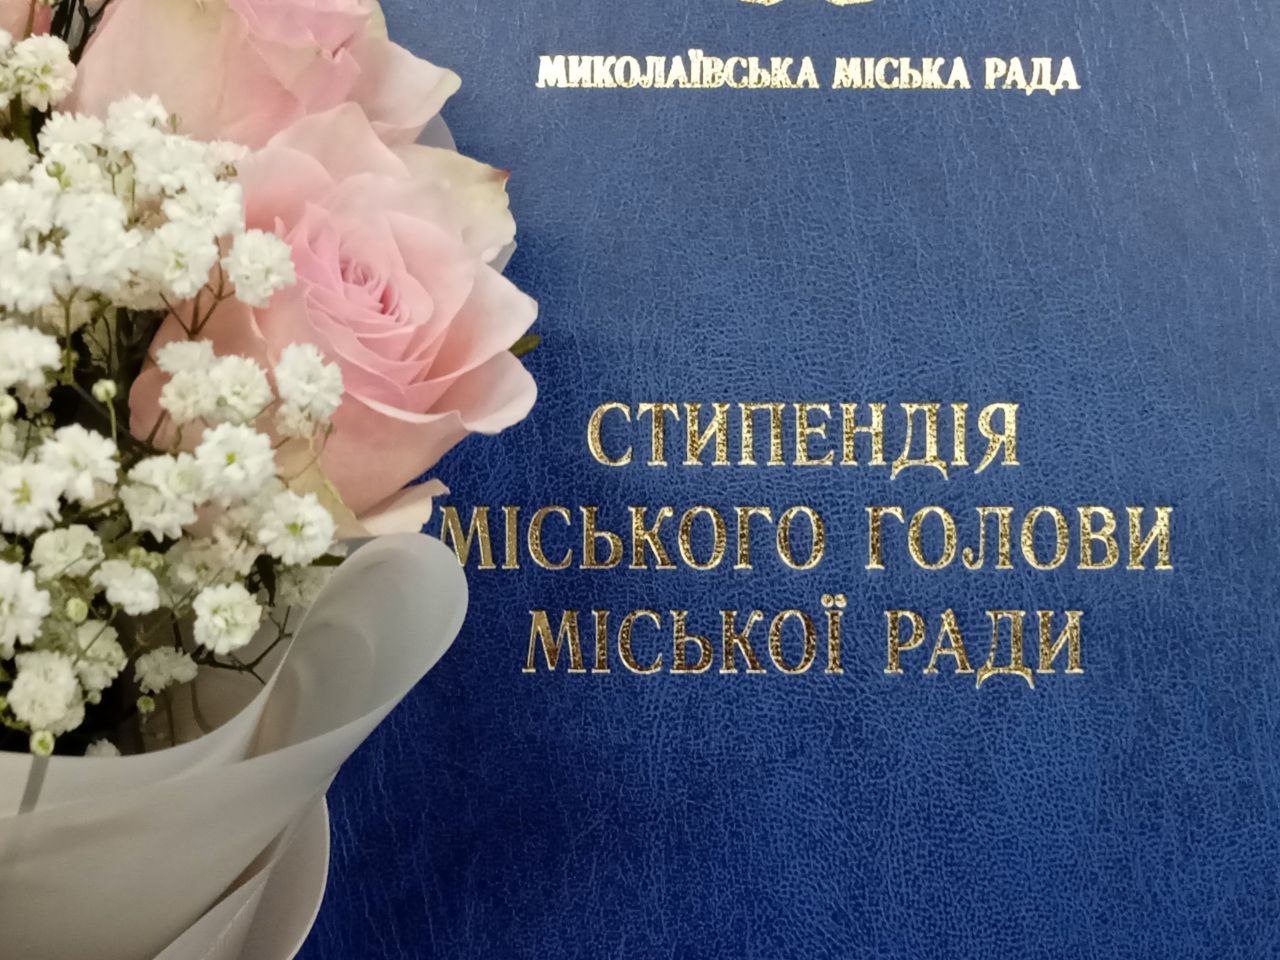 МИКОЛАЇВСЬКА МІСЬКА РАДА
СТИПЕНДІЯ
МІСЬКОГО ГОЛОВИ
МІСЬКОЇ РАДИ